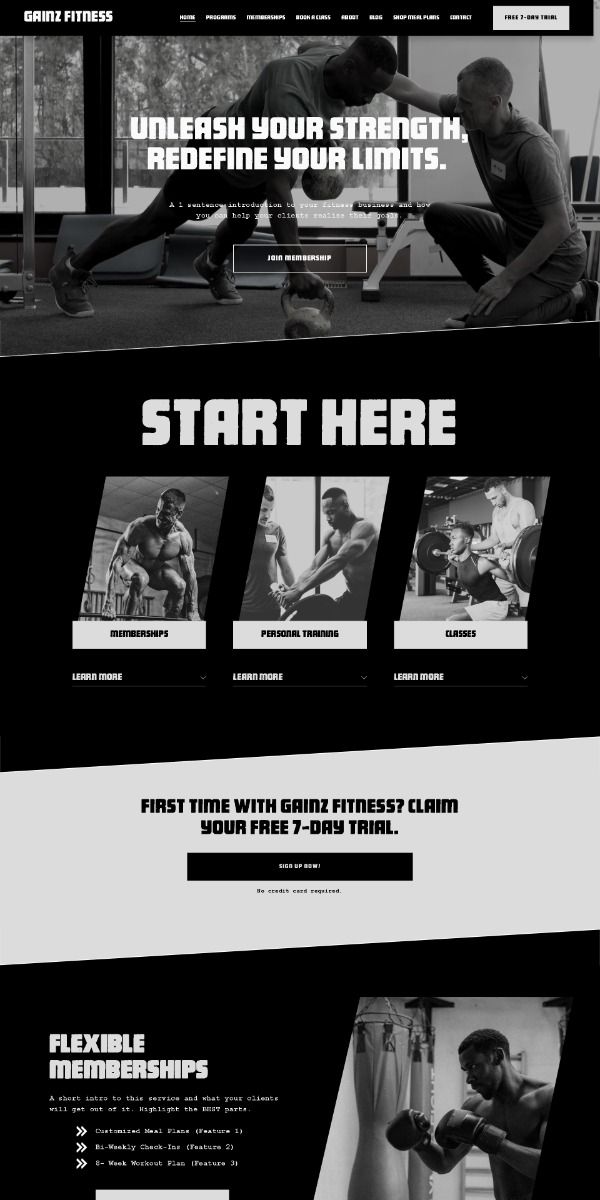 GAINZ FITNESS
HOME PROGRAMS MEMBERSHIPS BOOK A CLASS ABOUT BLOG SHOP MEAL PLANS CONTACT
FREE 7-DAY TRIAL
UNLEASH YOUR STRENGTH,
REDEFINE YOUR LIMITS.
A 1 sentence introduction to your fitness business and how
you can help your clients realize their goals.
JOIN MEMBERSHIP
START HERE
MEMBERSHIPS
PERSONAL TRAINING
CLASSES
LEARN MORE
LEARN MORE
LEARN MORE
FIRST TIME WITH GAINZ FITNESS? CLAIM
YOUR FREE 7-DAY TRIAL.
SIGN UP NOW!
No credit card required.
FLEXIBLE
MEMBERSHIPS
A short intro to this service and what your clients
will get out of it. Highlight the BEST parts.
Customized Meal Plans (Feature 1)
Bi-Weekly Check-Ins (Feature 2)
8- Week Workout Plan (Feature 3)